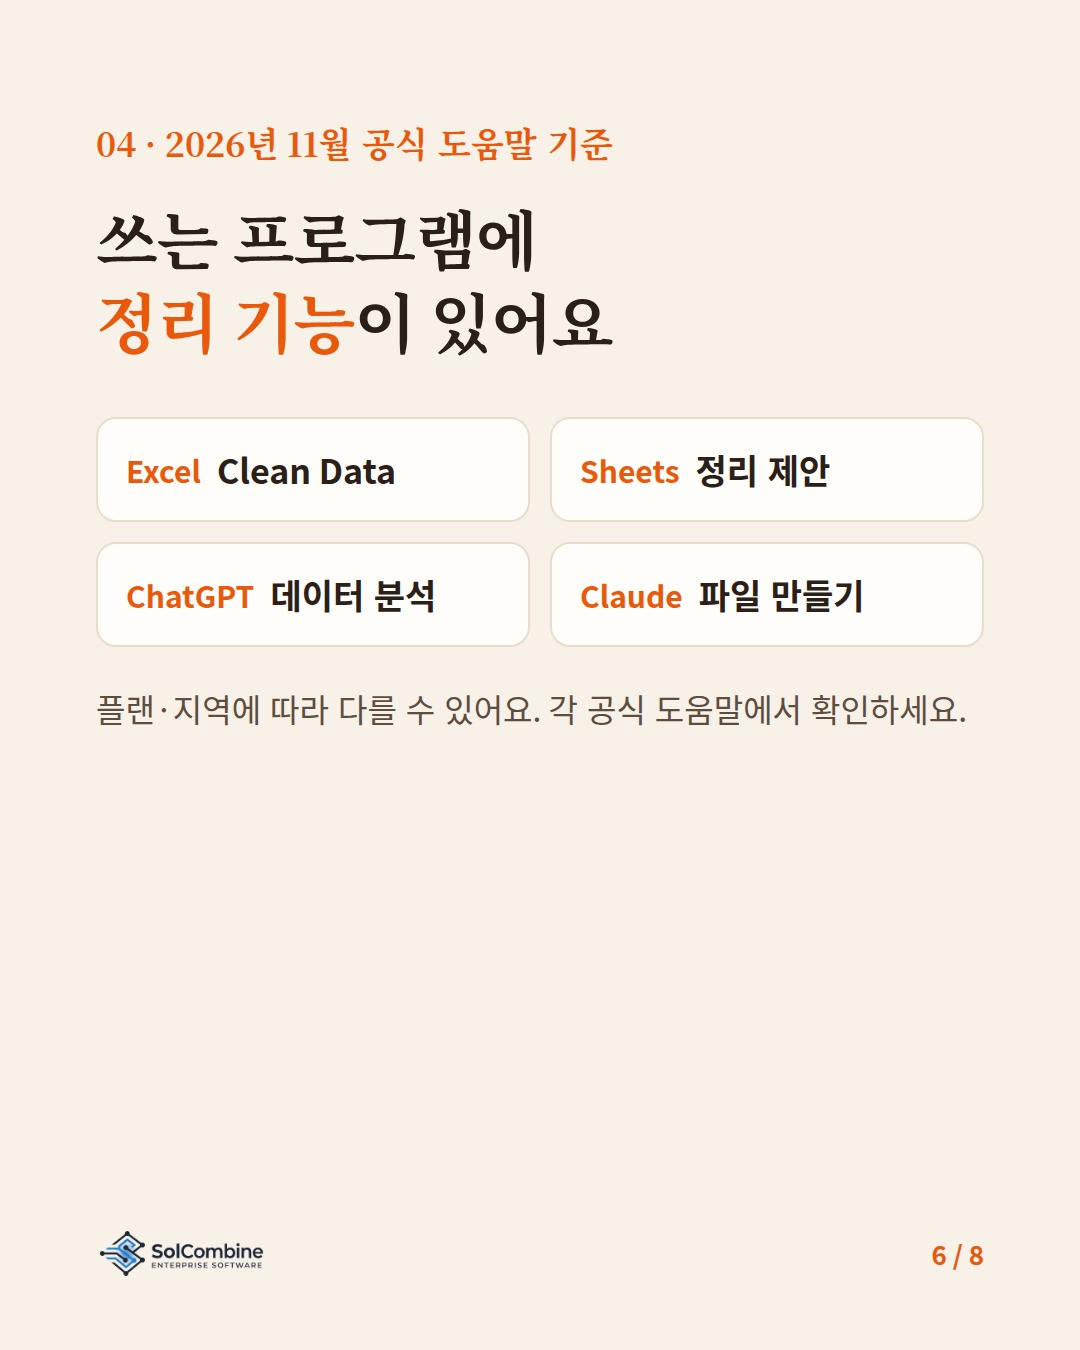 04 · 2026년 11월 공식 도움말 기준
쓰는 프로그램에
정리 기능이 있어요
Excel Clean Data
Sheets 정리 제안
ChatGPT 데이터 분석
Claude 파일 만들기
플랜·지역에 따라 다를 수 있어요. 각 공식 도움말에서 확인하세요.
SolCombine
ENTERPRISE SOFTWARE
6 / 8